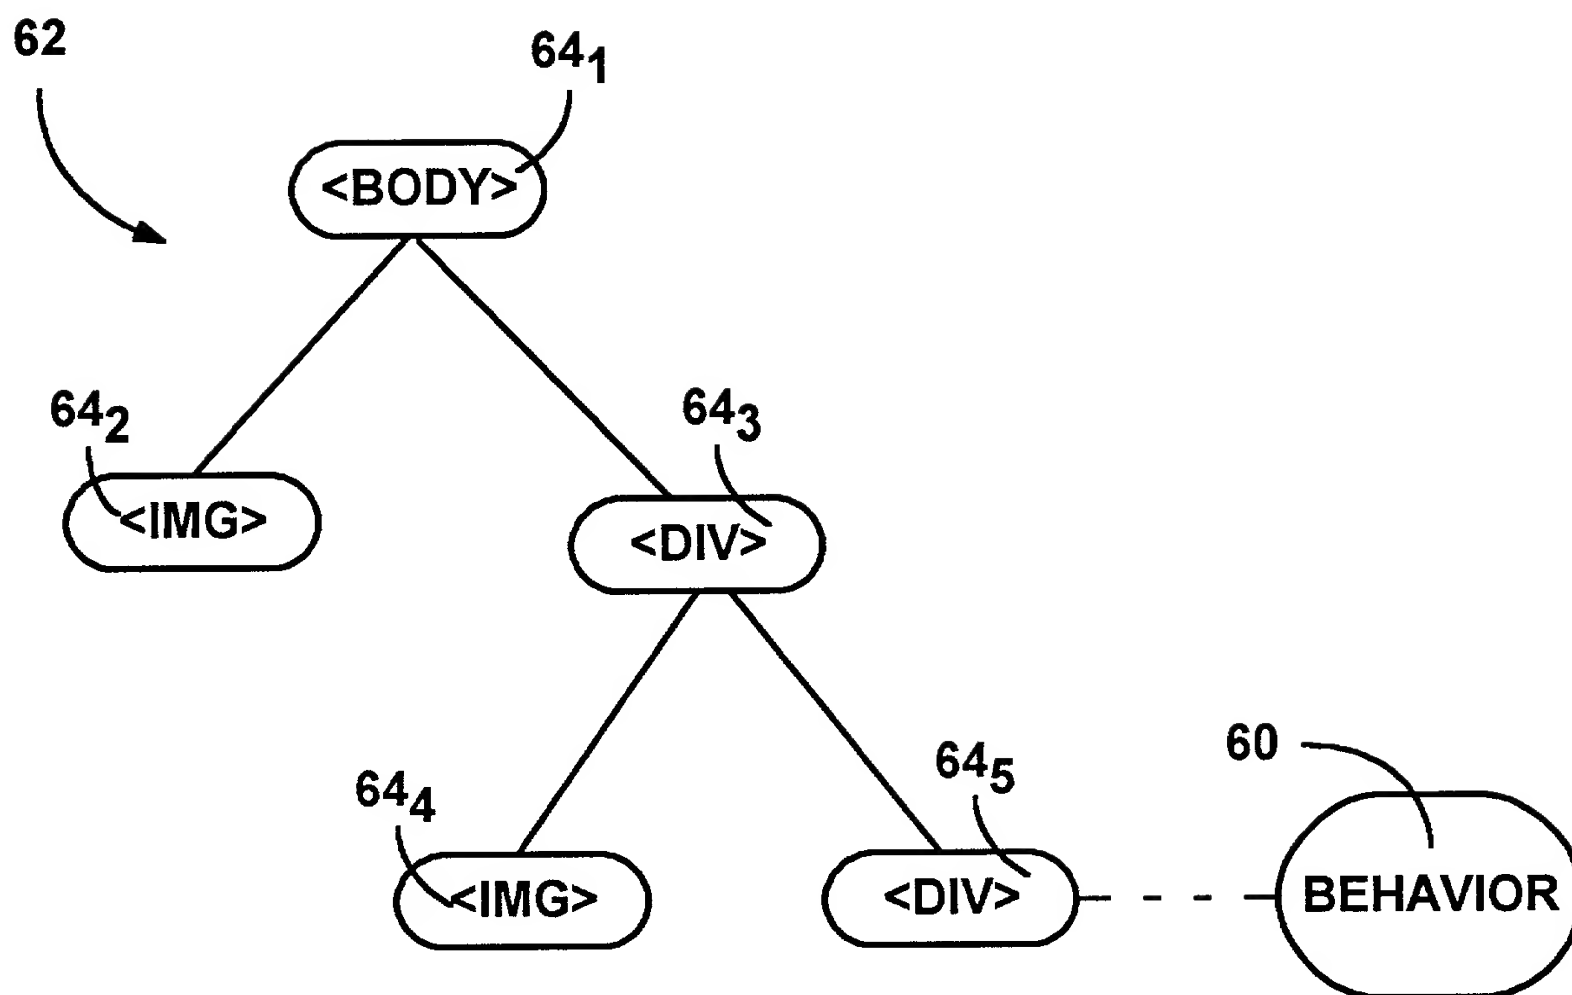 62
64₁
<BODY>
64₂
64₃
<IMG>
<DIV>
64₄
64₅
60
<IMG>
<DIV>
BEHAVIOR